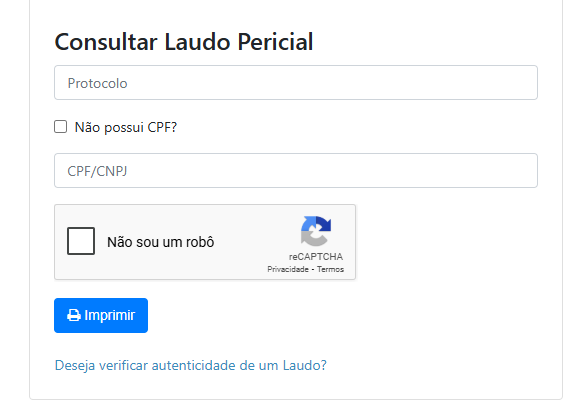 Consultar Laudo Pericial
Protocolo
Não possui CPF?
CPF/CNPJ
Não sou um robô
reCAPTCHA
Privacidade - Termos
Imprimir
Deseja verificar autenticidade de um Laudo?